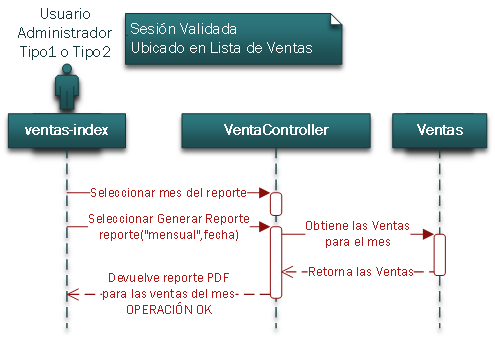 Usuario
Administrador
Tipo1 o Tipo2
Sesión Validada
Ubicado en Lista de Ventas
ventas-index
VentaController
Ventas
Seleccionar mes del reporte
Seleccionar Generar Reporte
reporte("mensual",fecha)
Obtiene las Ventas
para el mes
Retorna las Ventas
Devuelve reporte PDF
para las ventas del mes
OPERACIÓN OK